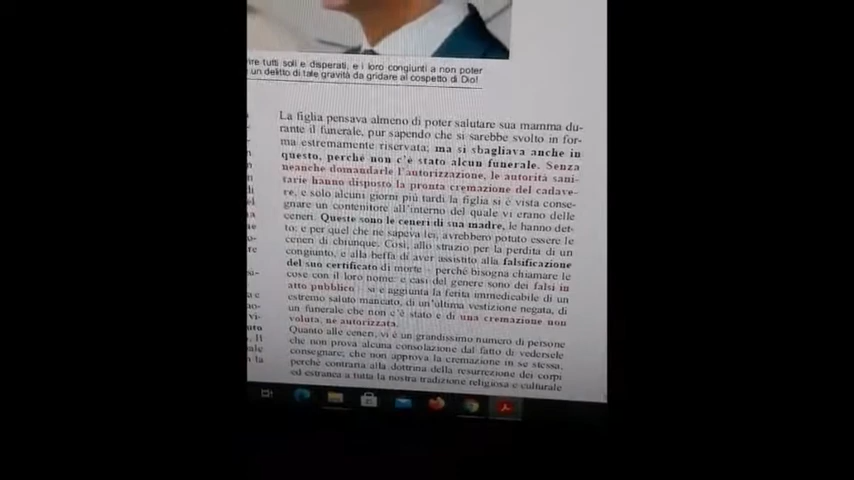 ire tutti soli e disperati, e i loro congiunti a non poter
un delitto di tale gravità da gridare al cospetto di Dio!
La figlia pensava almeno di poter salutare sua mamma du-
rante il funerale, pur sapendo che si sarebbe svolto in for-
ma estremamente riservata; ma si sbagliava anche in
questo, perché non c'è stato alcun funerale. Senza
neanche domandarle l'autorizzazione, le autorità sani-
tarie hanno disposto la pronta cremazione del cadave-
re, e solo alcuni giorni più tardi la figlia si è vista conse-
gnare un contenitore all'interno del quale vi erano delle
ceneri. Queste sono le ceneri di sua madre, le hanno det-
to; e per quel che ne sapeva lei, avrebbero potuto essere le
ceneri di chiunque. Così, allo strazio per la perdita di un
congiunto, e alla beffa di aver assistito alla falsificazione
del suo certificato di morte – perché bisogna chiamare le
cose con il loro nome: e casi del genere sono dei falsi in
atto pubblico – si è aggiunta la ferita immedicabile di un
estremo saluto mancato, di un'ultima vestizione negata, di
un funerale che non c'è stato e di una cremazione non
voluta, né autorizzata.
Quanto alle ceneri, vi è un grandissimo numero di persone
che non prova alcuna consolazione dal fatto di vedersele
consegnare; che non approva la cremazione in se stessa,
perché contraria alla dottrina della resurrezione dei corpi
ed estranea a tutta la nostra tradizione religiosa e culturale